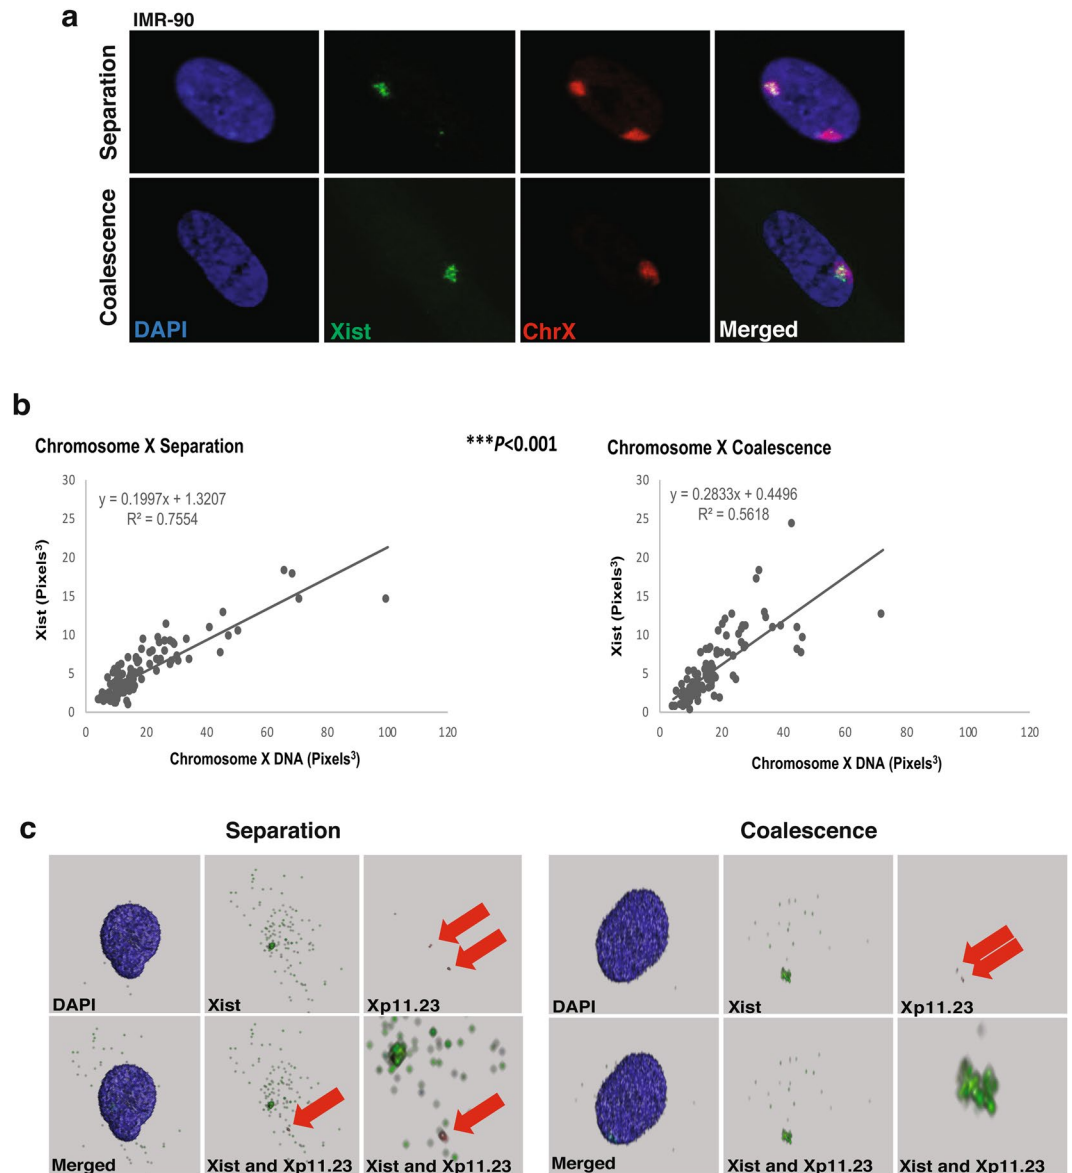 a
IMR-90
Separation
Coalescence
DAPI
Xist
ChrX
Merged
b
Chromosome X Separation
***P<0.001
Chromosome X Coalescence
y = 0.1997x + 1.3207
R² = 0.7554
30
25
20
15
10
5
0
Xist (Pixels³)
0 20 40 60 80 100 120
Chromosome X DNA (Pixels³)
y = 0.2833x + 0.4496
R² = 0.5618
30
25
20
15
10
5
0
Xist (Pixels³)
0 20 40 60 80 100 120
Chromosome X DNA (Pixels³)
c
Separation
Coalescence
DAPI
Xist
Xp11.23
DAPI
Xist
Xp11.23
Merged
Xist and Xp11.23
Xist and Xp11.23
Merged
Xist and Xp11.23
Xist and Xp11.23